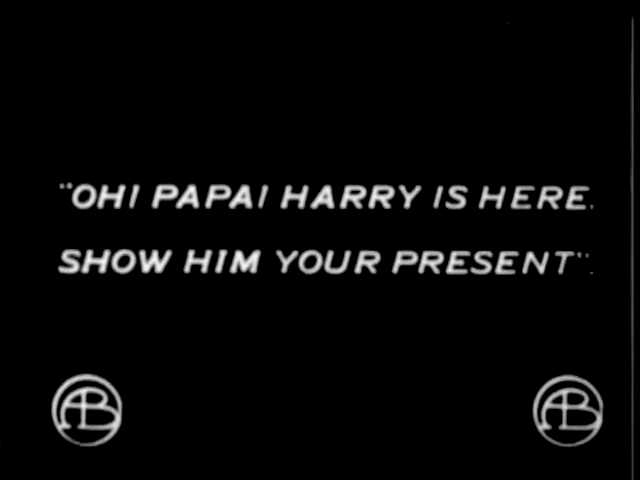 "OH! PAPA! HARRY IS HERE.
SHOW HIM YOUR PRESENT".
AB AB